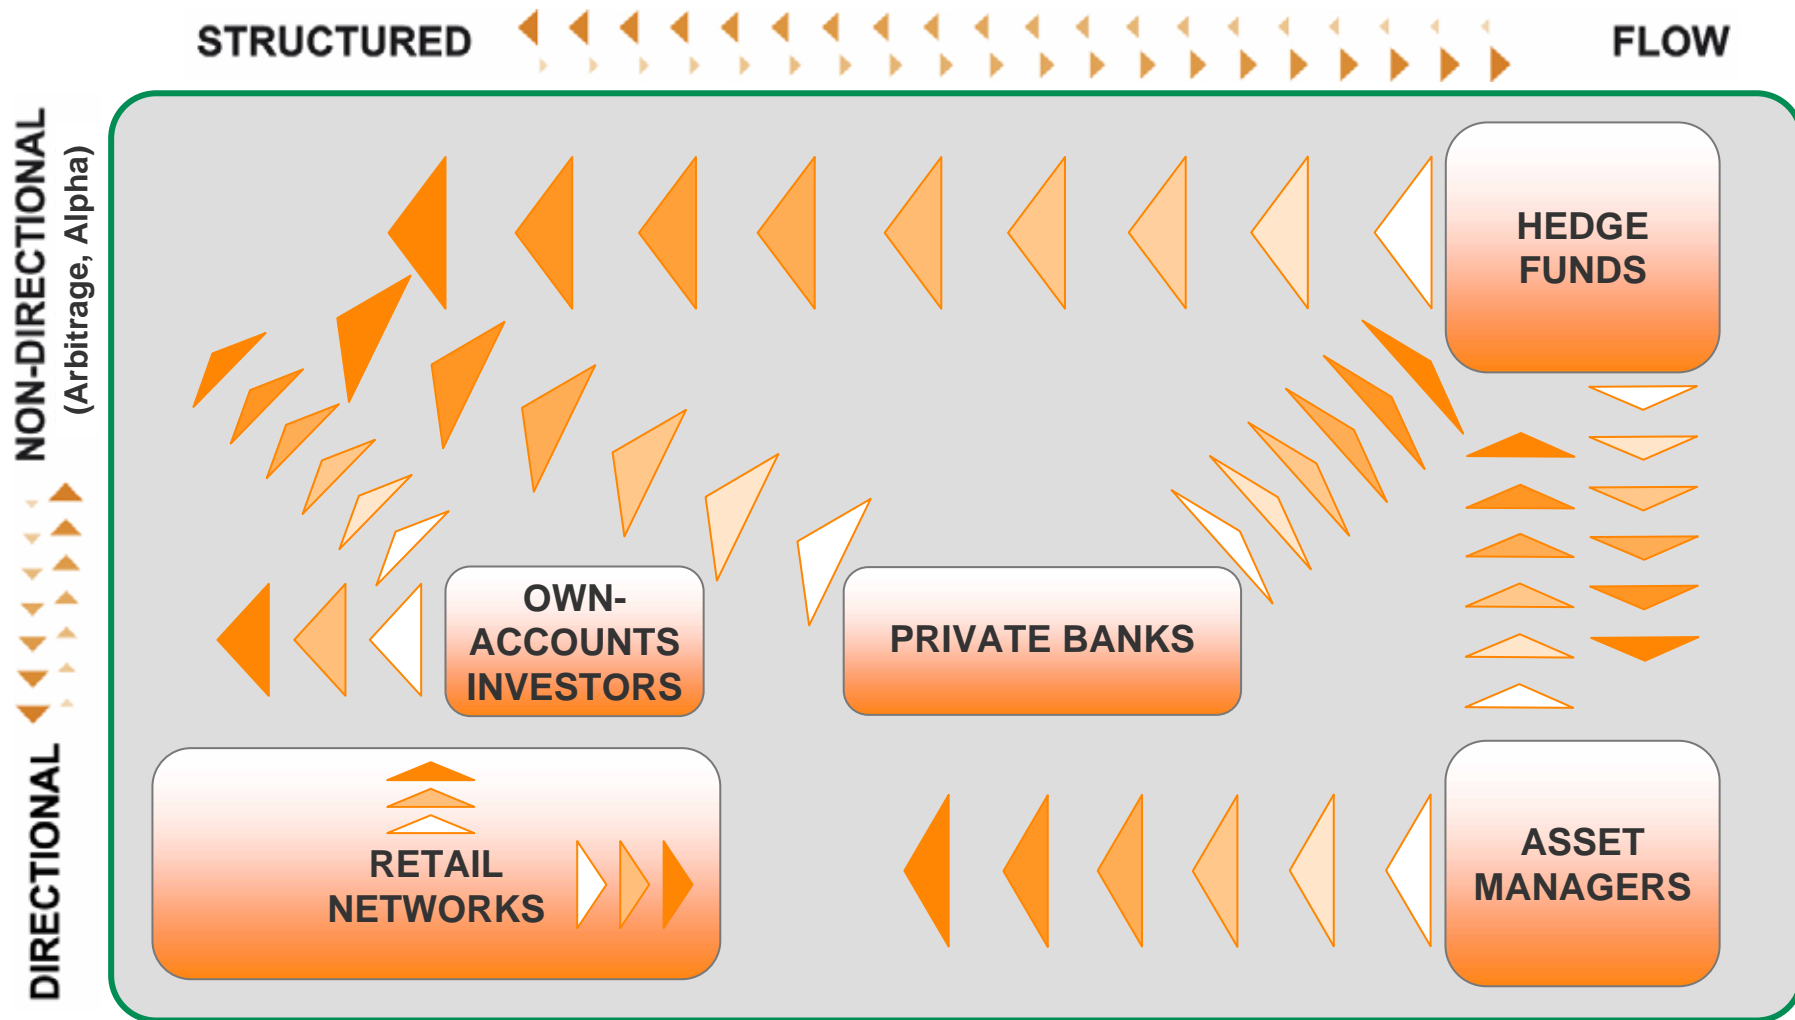 STRUCTURED
FLOW
NON-DIRECTIONAL
(Arbitrage, Alpha)
HEDGE
FUNDS
OWN-
ACCOUNTS
INVESTORS
PRIVATE BANKS
DIRECTIONAL
RETAIL
NETWORKS
ASSET
MANAGERS